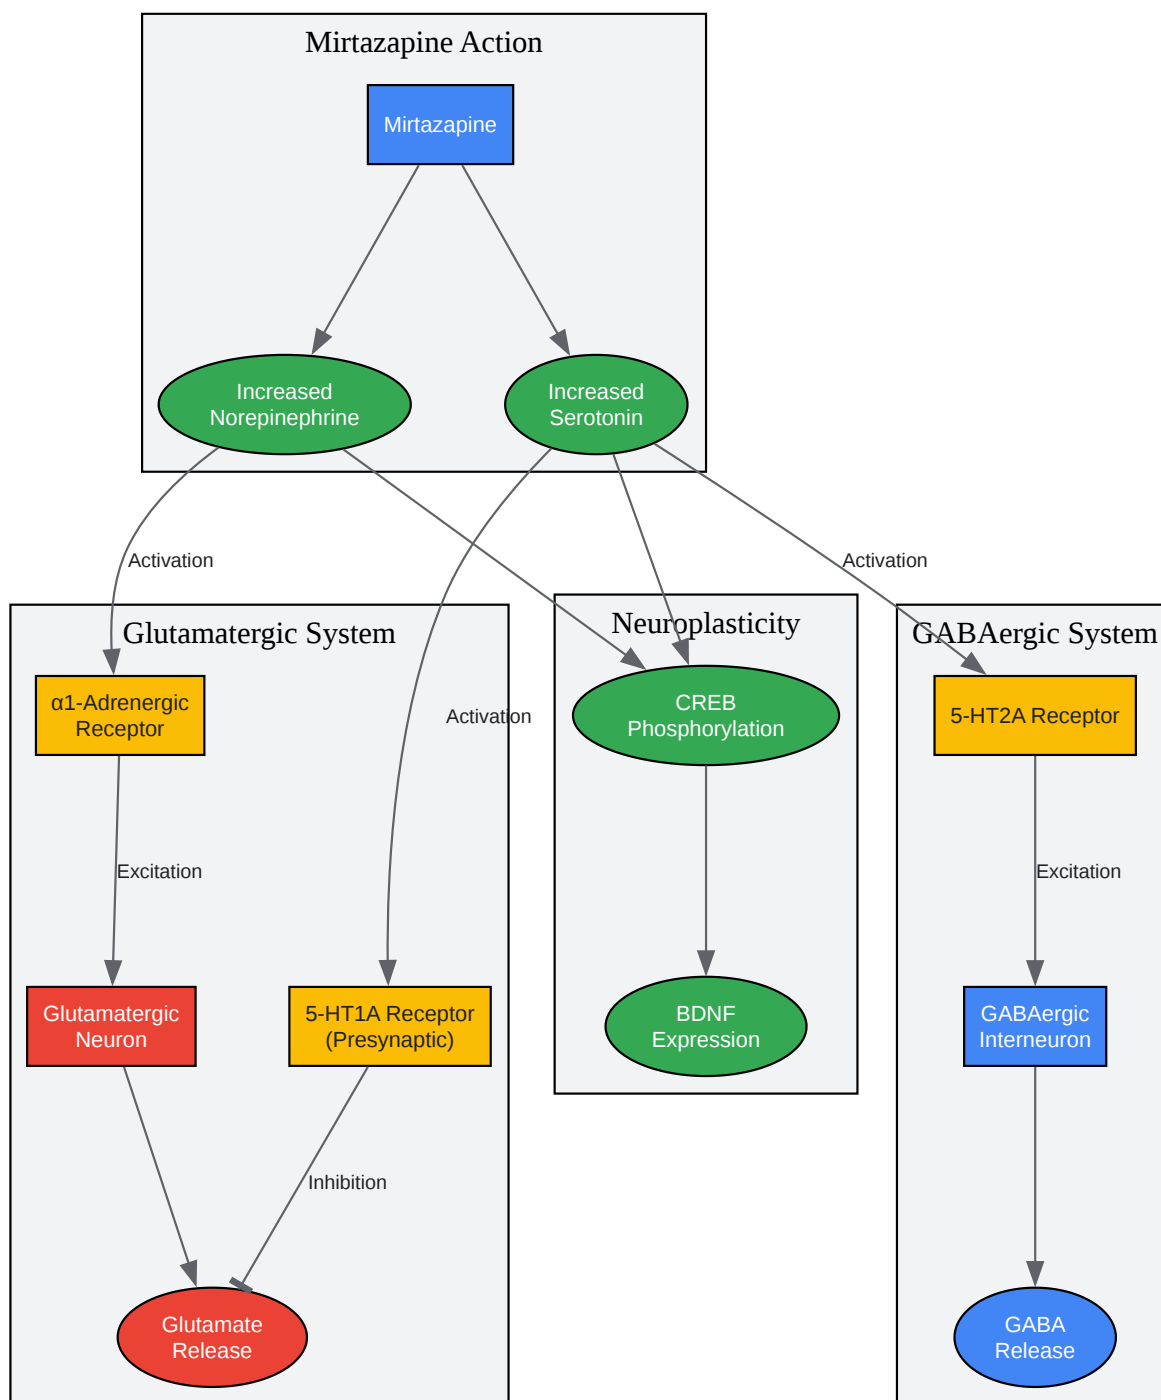 Mirtazapine Action
Mirtazapine
Increased
Norepinephrine
Increased
Serotonin
Activation
Activation
Glutamatergic System
Neuroplasticity
GABAergic System
α1-Adrenergic
Receptor
Activation
CREB
Phosphorylation
5-HT2A Receptor
Excitation
Excitation
Glutamatergic
Neuron
5-HT1A Receptor
(Presynaptic)
BDNF
Expression
GABAergic
Interneuron
Inhibition
Glutamate
Release
GABA
Release